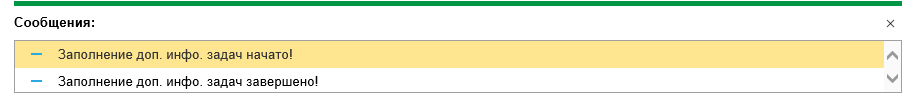 Сообщения:
Заполнение доп. инфо. задач начато!
Заполнение доп. инфо. задач завершено!